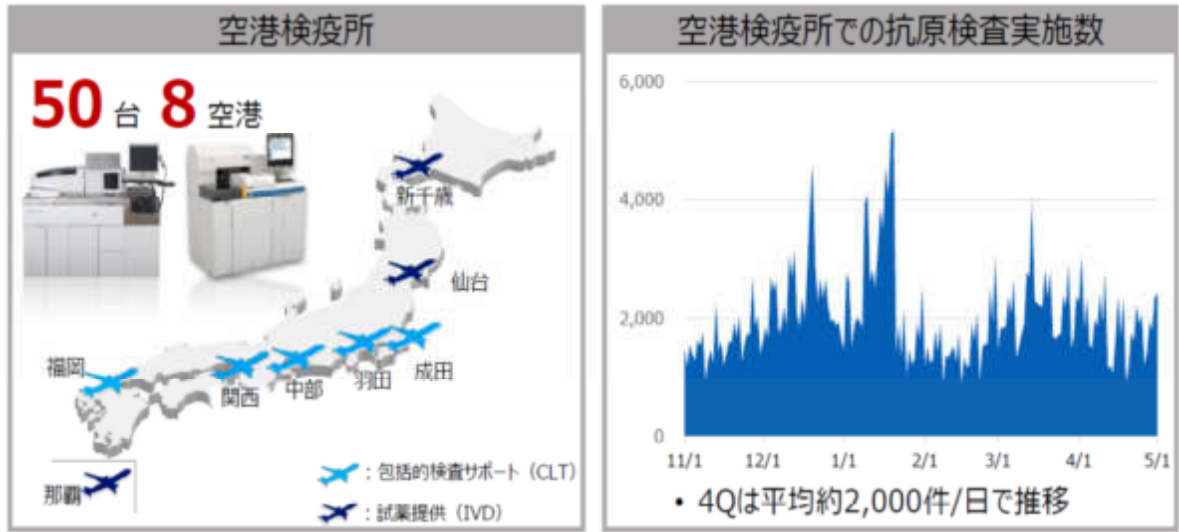 空港検疫所
50 台 8 空港
新千歳
仙台
福岡
関西
中部
羽田
成田
那覇
：包括的検査サポート（CLT）
：試薬提供（IVD）
空港検疫所での抗原検査実施数
6,000
4,000
2,000
0
11/1 12/1 1/1 2/1 3/1 4/1 5/1
• 4Qは平均約2,000件/日で推移